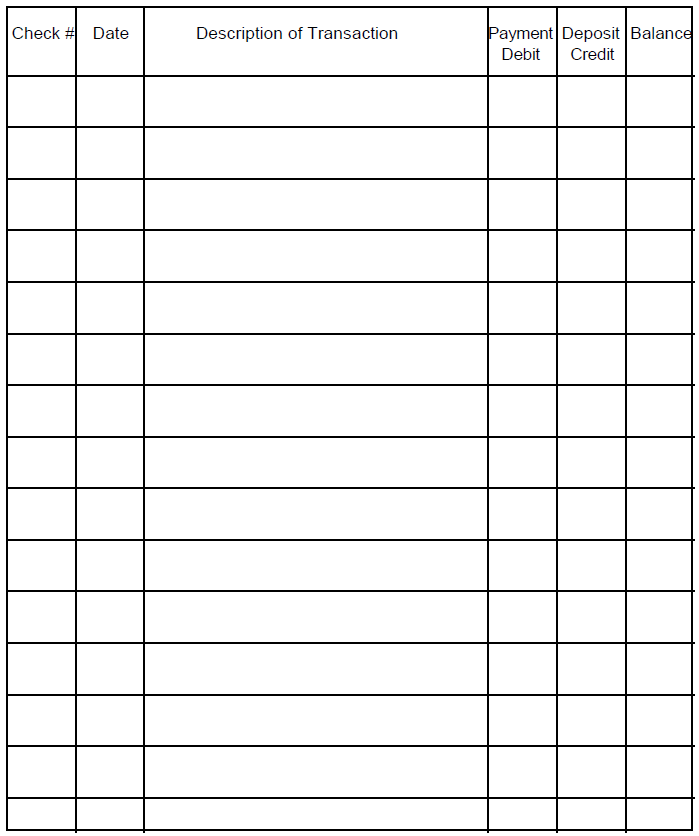 Check # Date Description of Transaction Payment Deposit Balance
Debit Credit